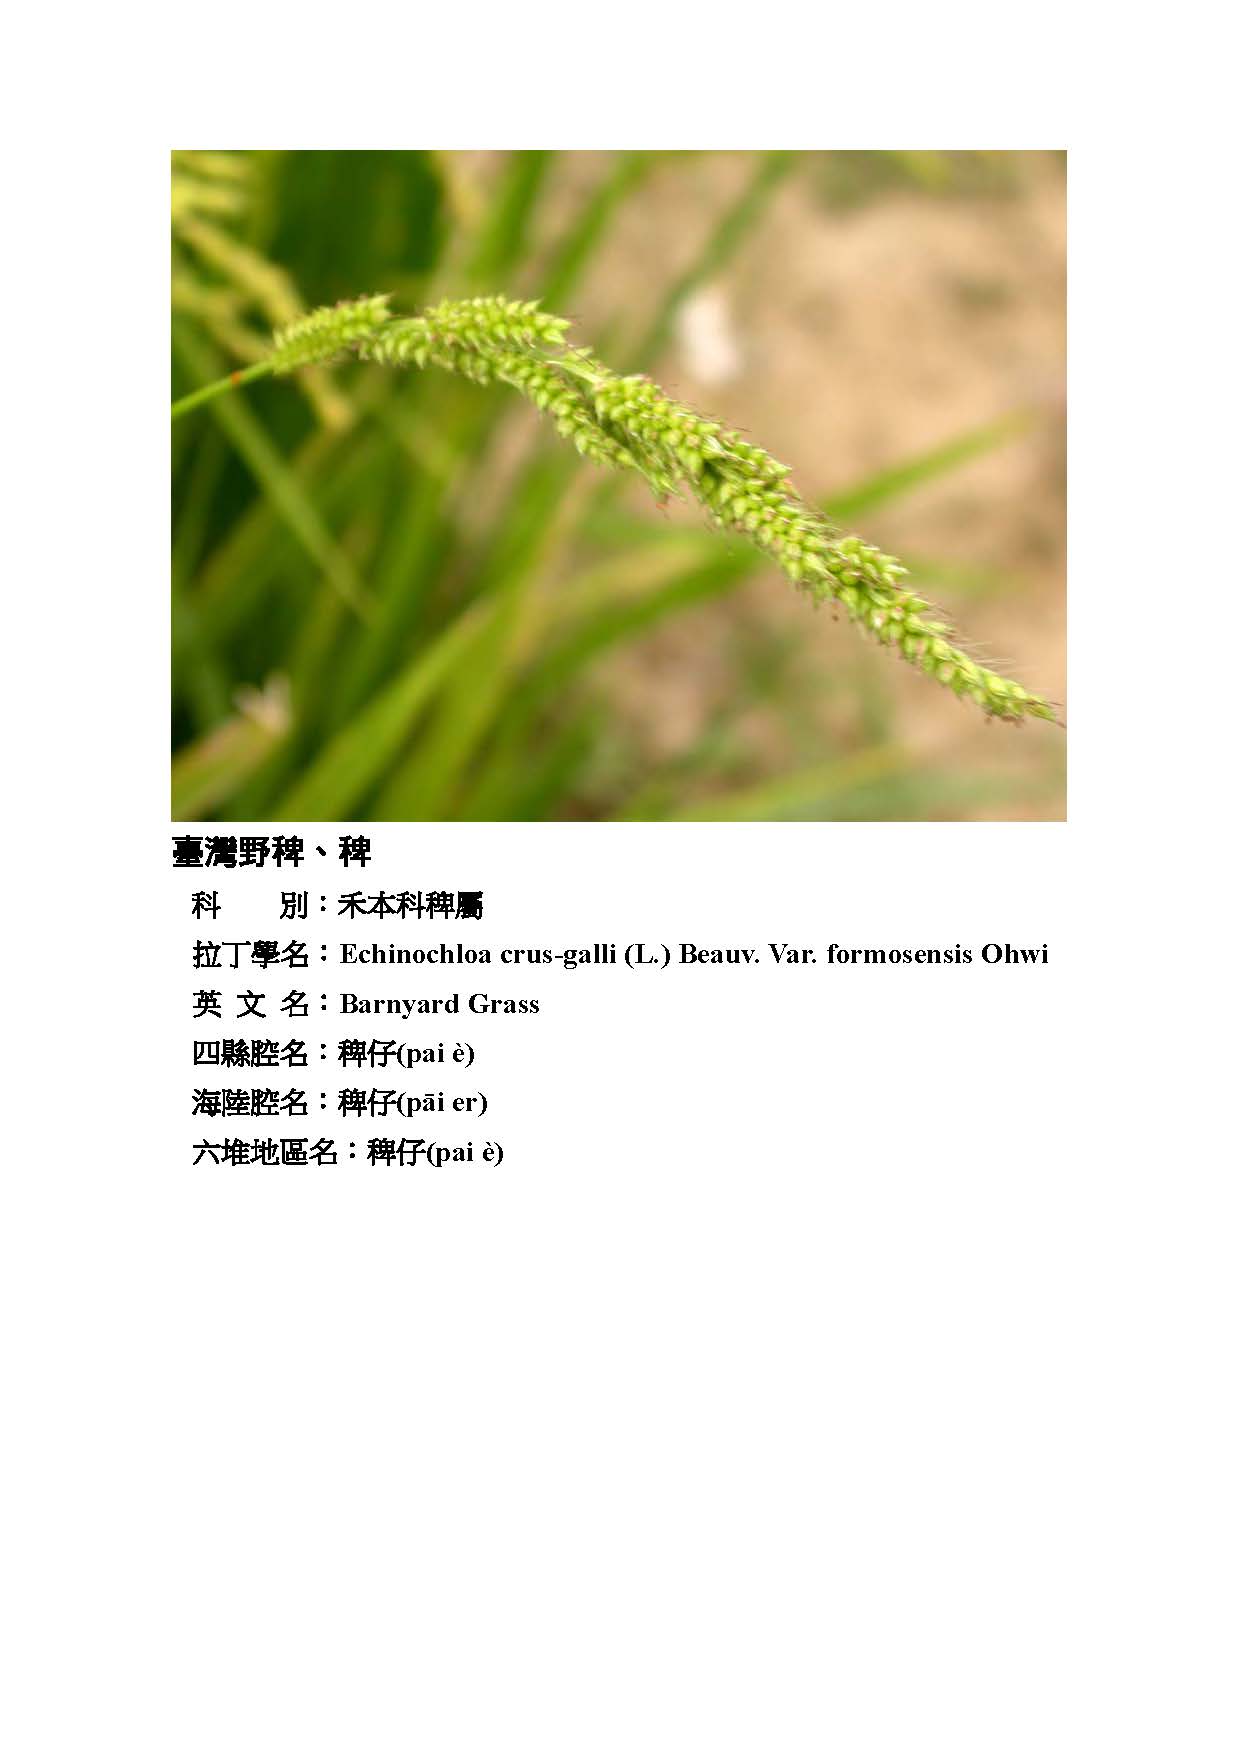 臺灣野稗、稗
科　　別：禾本科稗屬
拉丁學名：Echinochloa crus-galli (L.) Beauv. Var. formosensis Ohwi
英 文 名：Barnyard Grass
四縣腔名：稗仔(pai è)
海陸腔名：稗仔(pāi er)
六堆地區名：稗仔(pai è)